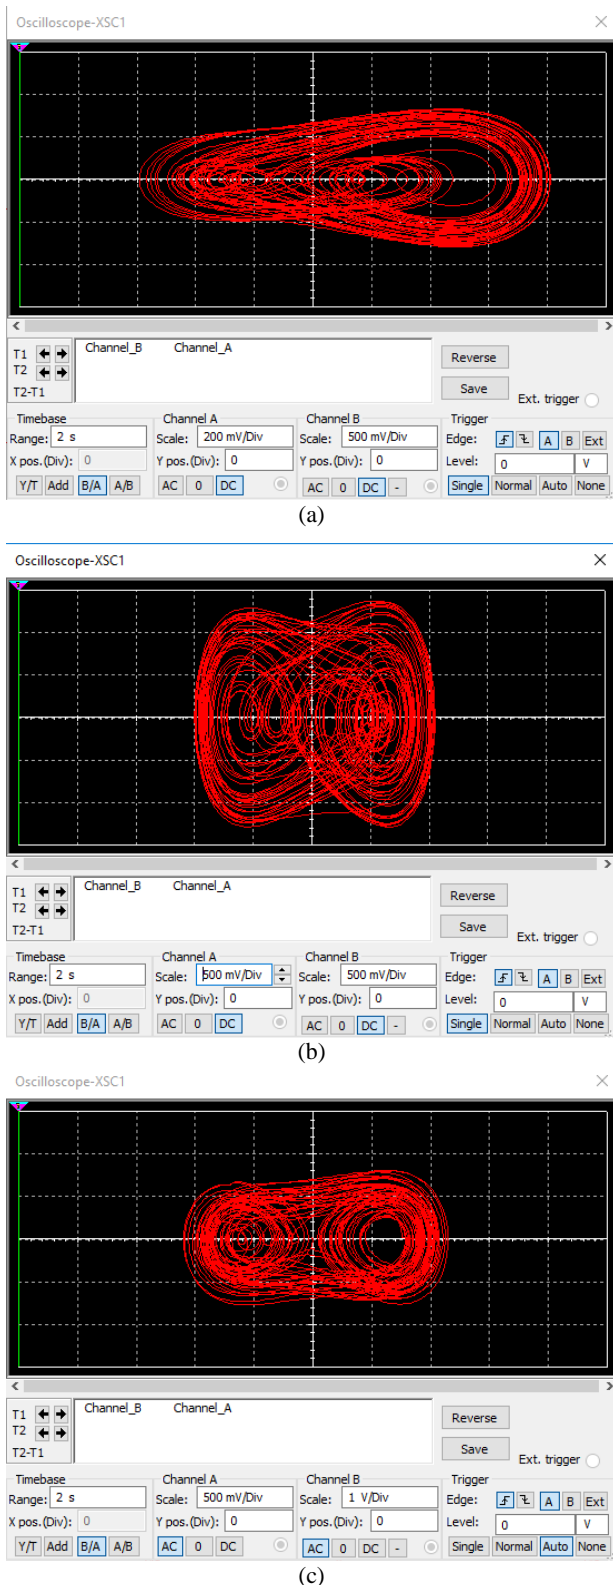 Oscilloscope-XSC1
T1
T2
T2-T1
Channel_B Channel_A
Reverse
Save
Ext. trigger
Timebase
Range: 2 s
X pos.(Div): 0
Y/T Add B/A A/B
Channel A
Scale: 200 mV/Div
Y pos.(Div): 0
AC 0 DC
Channel B
Scale: 500 mV/Div
Y pos.(Div): 0
AC 0 DC -
Trigger
Edge: A B Ext
Level: 0 V
Single Normal Auto None
(a)
Oscilloscope-XSC1
T1
T2
T2-T1
Channel_B Channel_A
Reverse
Save
Ext. trigger
Timebase
Range: 2 s
X pos.(Div): 0
Y/T Add B/A A/B
Channel A
Scale: 500 mV/Div
Y pos.(Div): 0
AC 0 DC
Channel B
Scale: 500 mV/Div
Y pos.(Div): 0
AC 0 DC -
Trigger
Edge: A B Ext
Level: 0 V
Single Normal Auto None
(b)
Oscilloscope-XSC1
T1
T2
T2-T1
Channel_B Channel_A
Reverse
Save
Ext. trigger
Timebase
Range: 2 s
X pos.(Div): 0
Y/T Add B/A A/B
Channel A
Scale: 500 mV/Div
Y pos.(Div): 0
AC 0 DC
Channel B
Scale: 1 V/Div
Y pos.(Div): 0
AC 0 DC -
Trigger
Edge: A B Ext
Level: 0 V
Single Normal Auto None
(c)